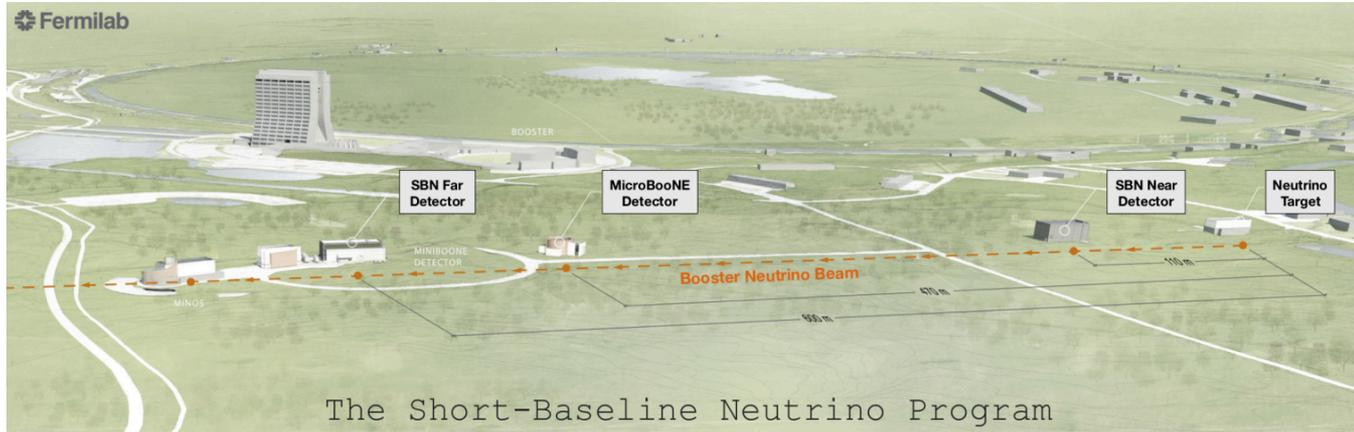 Fermilab
BOOSTER
SBN Far
Detector
MicroBooNE
Detector
SBN Near
Detector
Neutrino
Target
MINIBOONE
DETECTOR
Booster Neutrino Beam
110 m
470 m
MINOS
600 m
The Short-Baseline Neutrino Program